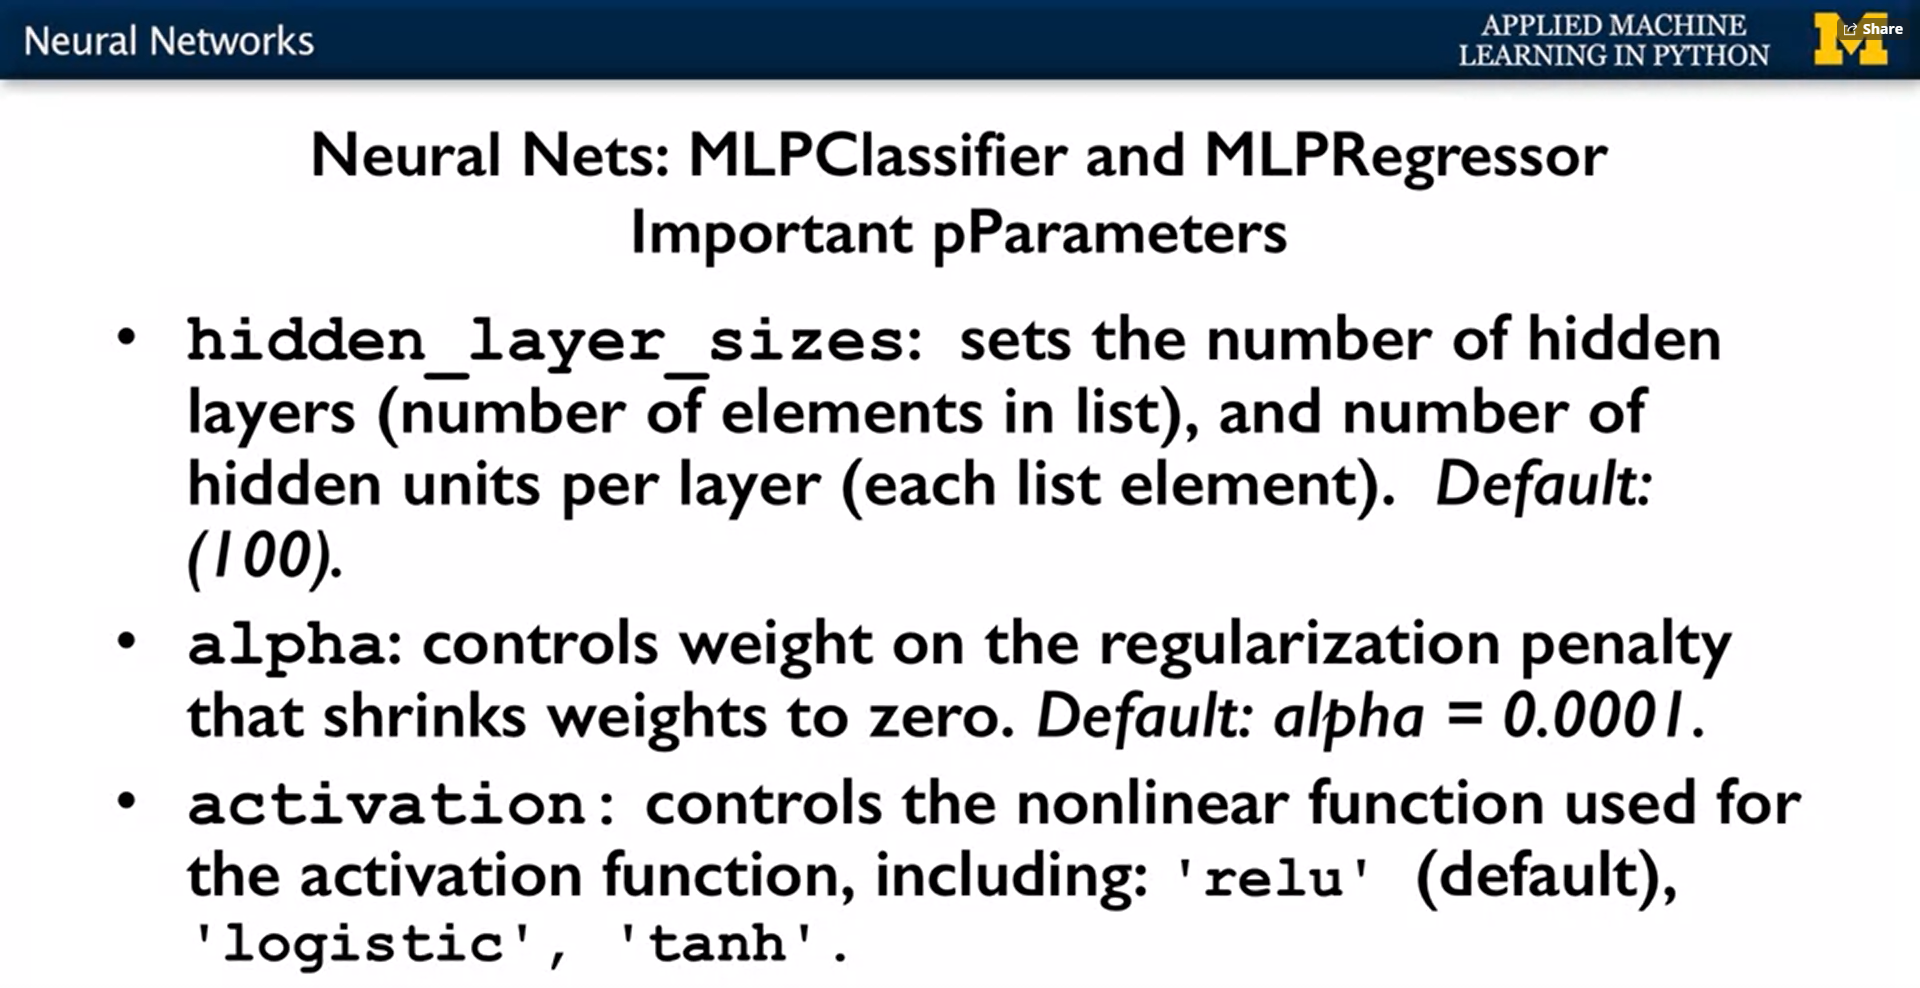 Neural Networks
APPLIED MACHINE
LEARNING IN PYTHON
M
Share
Neural Nets: MLPClassifier and MLPRegressor
Important pParameters
• hidden_layer_sizes: sets the number of hidden
layers (number of elements in list), and number of
hidden units per layer (each list element). Default:
(100).
• alpha: controls weight on the regularization penalty
that shrinks weights to zero. Default: alpha = 0.0001.
• activation: controls the nonlinear function used for
the activation function, including: 'relu' (default),
'logistic', 'tanh'.